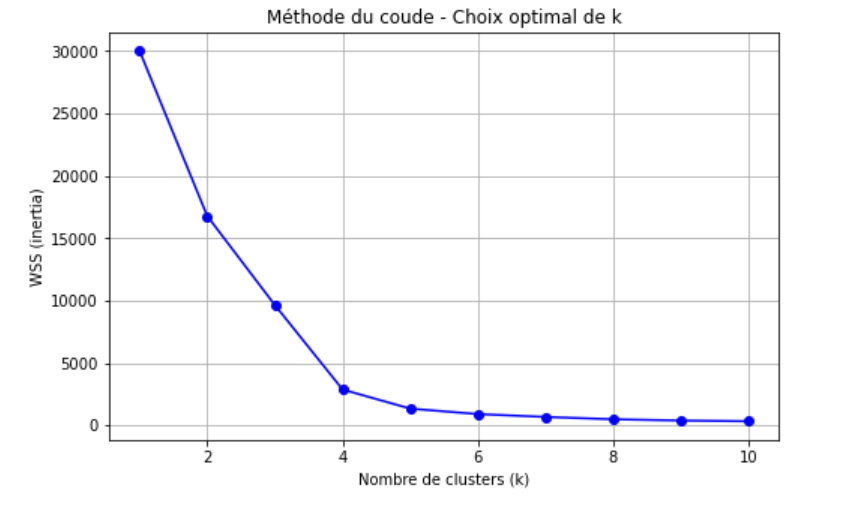 Méthode du coude - Choix optimal de k
30000
25000
20000
15000
10000
5000
0
WSS (inertia)
2 4 6 8 10
Nombre de clusters (k)